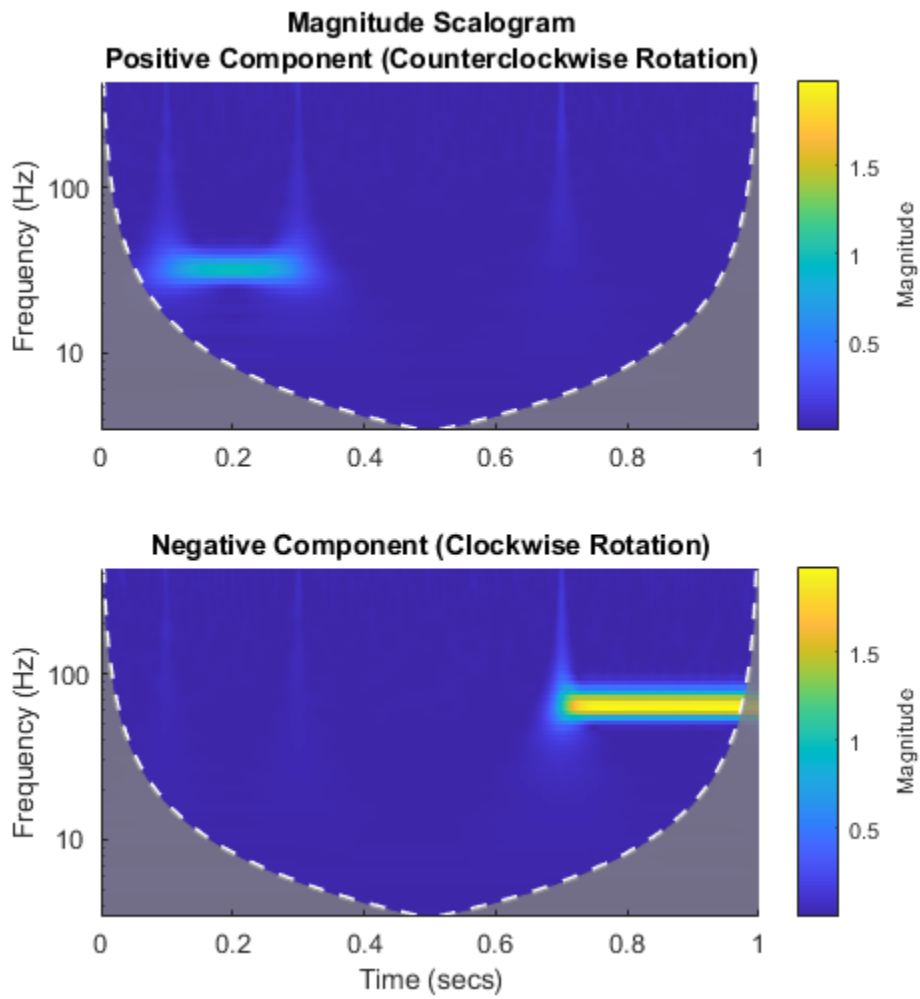 Magnitude Scalogram
Positive Component (Counterclockwise Rotation)
Frequency (Hz)
100
10
0 0.2 0.4 0.6 0.8 1
1.5
1
0.5
Magnitude
Negative Component (Clockwise Rotation)
Frequency (Hz)
100
10
0 0.2 0.4 0.6 0.8 1
Time (secs)
1.5
1
0.5
Magnitude